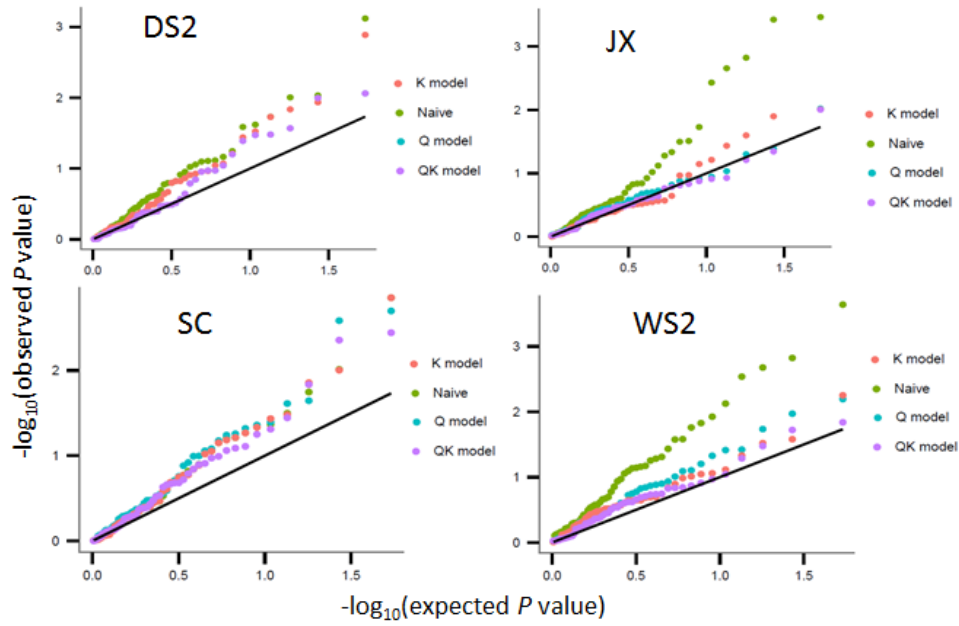 DS2
3
2
1
0
0.0 0.5 1.0 1.5
K model
Naive
Q model
QK model
JX
3
2
1
0
0.0 0.5 1.0 1.5
K model
Naive
Q model
QK model
SC
2
1
0
0.0 0.5 1.0 1.5
K model
Naive
Q model
QK model
WS2
3
2
1
0
0.0 0.5 1.0 1.5
K model
Naive
Q model
QK model
-log10(observed P value)
-log10(expected P value)